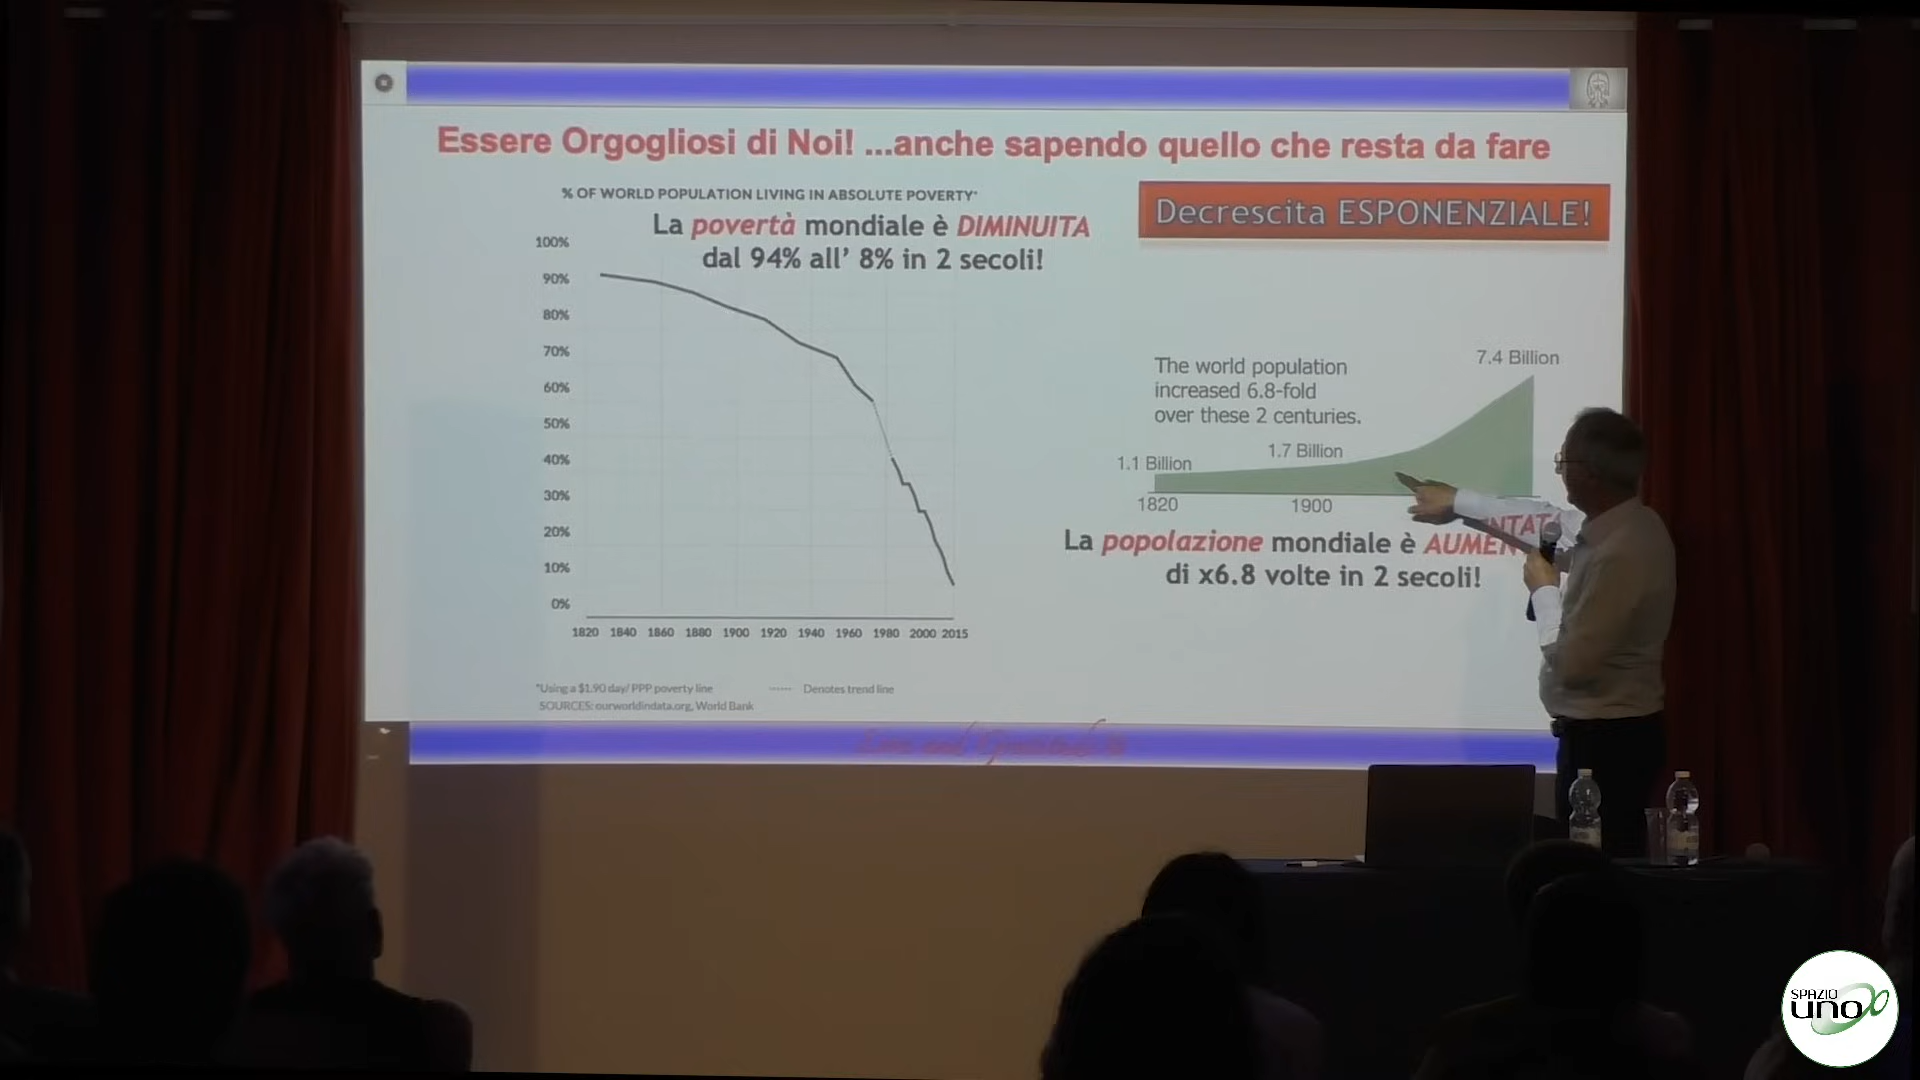 Essere Orgogliosi di Noi! ...anche sapendo quello che resta da fare
% OF WORLD POPULATION LIVING IN ABSOLUTE POVERTY*
La povertà mondiale è DIMINUITA
dal 94% all' 8% in 2 secoli!
100%
90%
80%
70%
60%
50%
40%
30%
20%
10%
0%
1820 1840 1860 1880 1900 1920 1940 1960 1980 2000 2015
*Using a $1.90 day/ PPP poverty line
Denotes trend line
SOURCES: ourworldindata.org, World Bank
Decrescita ESPONENZIALE!
The world population
increased 6.8-fold
over these 2 centuries.
7.4 Billion
1.7 Billion
1.1 Billion
1820 1900
La popolazione mondiale è AUMENTATA
di x6.8 volte in 2 secoli!
SPAZIO
uno